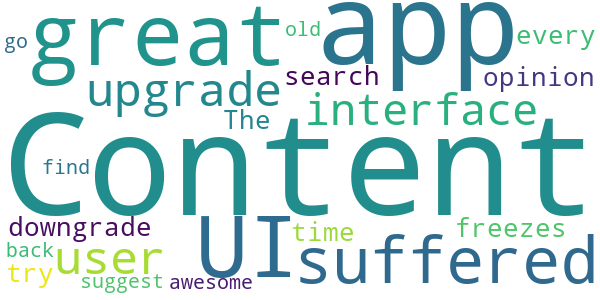 go great old app every
upgrade search opinion
The interface
Content
find
downgrade UI time freezes
back user suffered
try suggest awesome